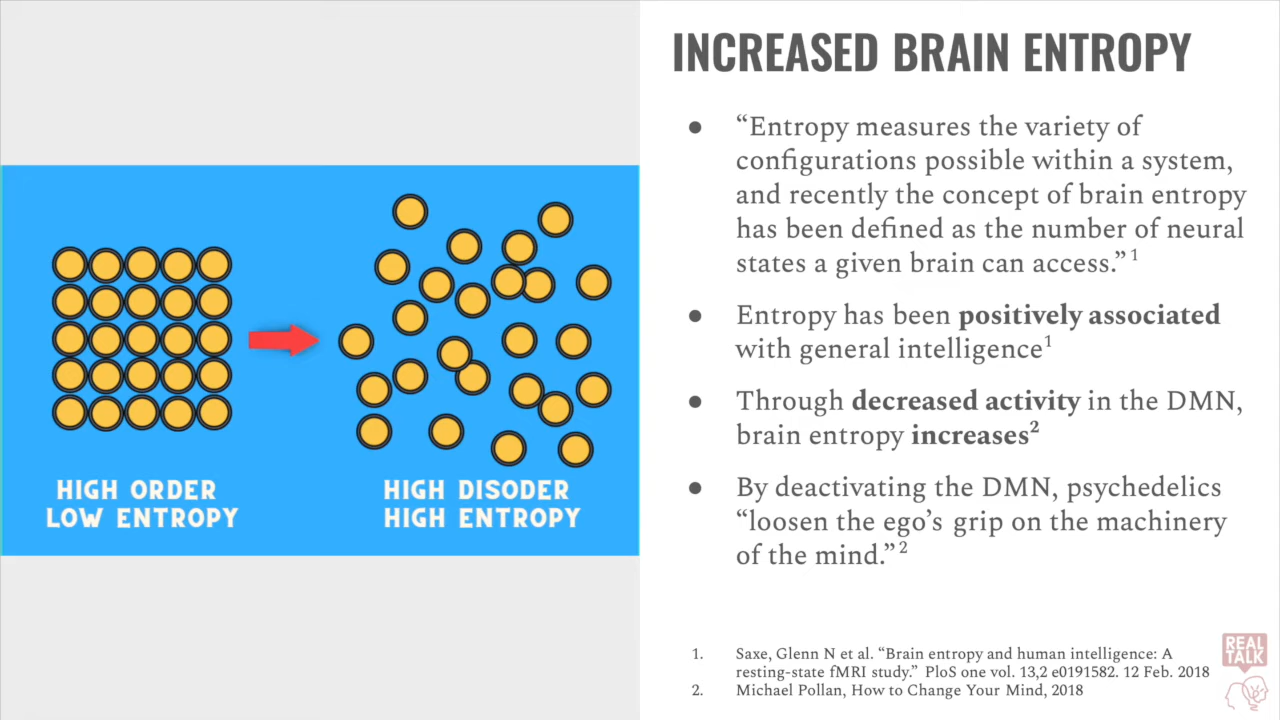 INCREASED BRAIN ENTROPY
● “Entropy measures the variety of
configurations possible within a system,
and recently the concept of brain entropy
has been defined as the number of neural
states a given brain can access.” 1
● Entropy has been positively associated
with general intelligence1
● Through decreased activity in the DMN,
brain entropy increases2
● By deactivating the DMN, psychedelics
“loosen the ego’s grip on the machinery
of the mind.” 2
HIGH ORDER
LOW ENTROPY
HIGH DISODER
HIGH ENTROPY
1. Saxe, Glenn N et al. “Brain entropy and human intelligence: A
resting-state fMRI study.” PloS one vol. 13,2 e0191582. 12 Feb. 2018
2. Michael Pollan, How to Change Your Mind, 2018
REAL
TALK